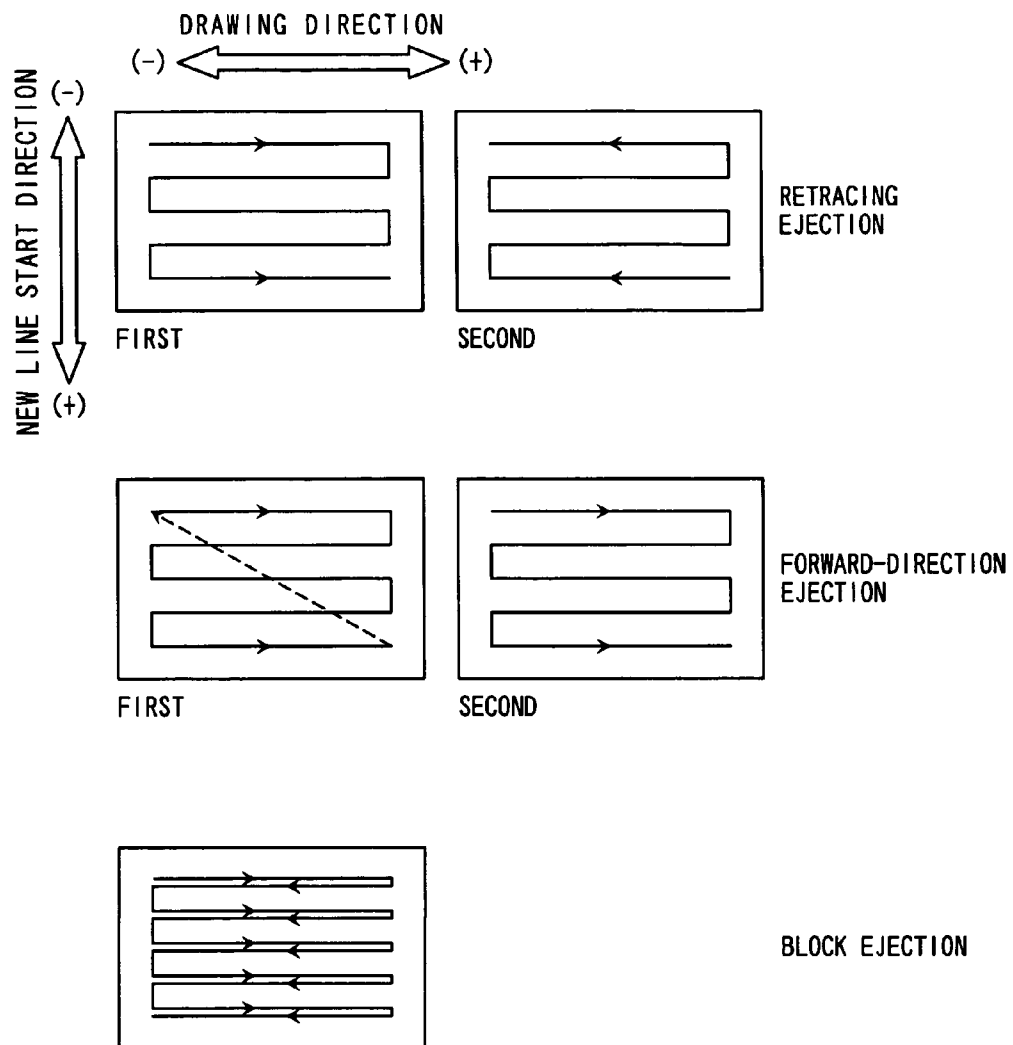 DRAWING DIRECTION
(-) (+)
NEW LINE START DIRECTION
(-)
(+)
RETRACING
EJECTION
FIRST
SECOND
FORWARD-DIRECTION
EJECTION
FIRST
SECOND
BLOCK EJECTION